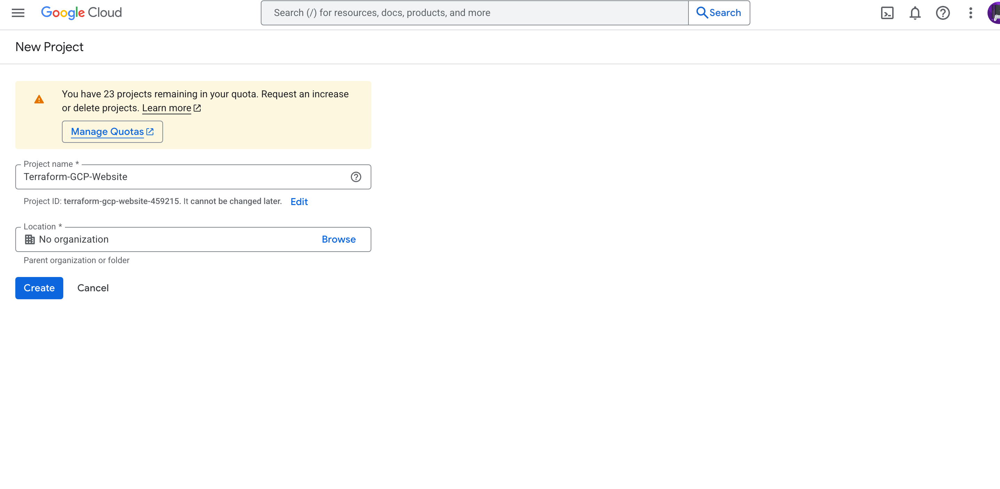 Google Cloud
Search (/) for resources, docs, products, and more
Search
New Project
You have 23 projects remaining in your quota. Request an increase
or delete projects. Learn more
Manage Quotas
Project name *
Terraform-GCP-Website
Project ID: terraform-gcp-website-459215. It cannot be changed later. Edit
Location *
No organization
Browse
Parent organization or folder
Create
Cancel